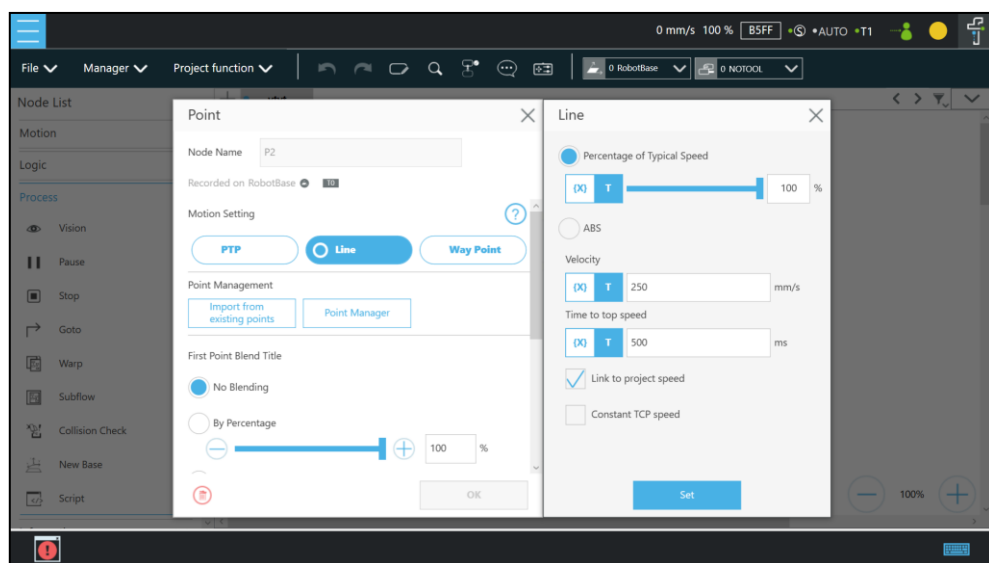 0 mm/s 100 % B5FF •Ⓢ •AUTO •T1
File Manager Project function 0 RobotBase 0 NOTOOL
Node List
Motion
Logic
Process
Vision
Pause
Stop
Goto
Warp
Subflow
Collision Check
New Base
Script
Point
Node Name P2
Recorded on RobotBase T0
Motion Setting ?
PTP Line Way Point
Point Management
Import from
existing points
Point Manager
First Point Blend Title
No Blending
By Percentage
100 %
OK
Line
Percentage of Typical Speed
{X} T 100 %
ABS
Velocity
{X} T 250 mm/s
Time to top speed
{X} T 500 ms
Link to project speed
Constant TCP speed
Set
100%